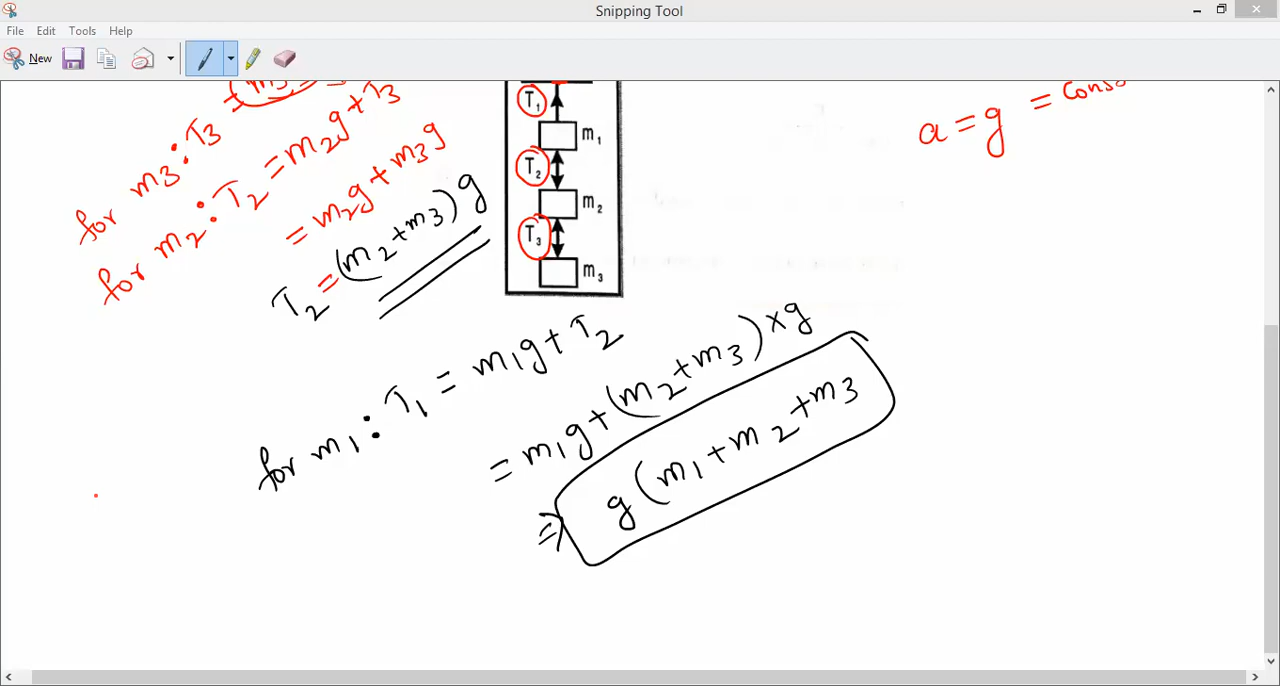 Snipping Tool
File Edit Tools Help
New
for m3 : T3 = (m3
for m2 : T2 = m2g + T3
= m2g + m3g
T2 = (m2+m3) g
T1
m1
T2
m2
T3
m3
a = g =
for m1 : T1 = m1g + T2
= m1g + (m2+m3) × g
⇒ g (m1+m2+m3